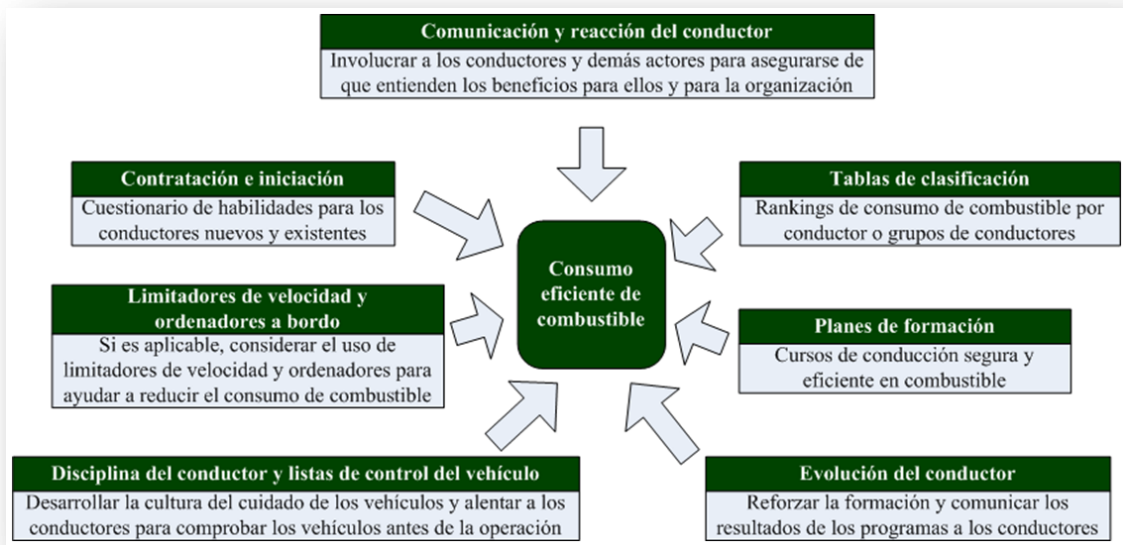 Comunicación y reacción del conductor
Involucrar a los conductores y demás actores para asegurarse de
que entienden los beneficios para ellos y para la organización
Contratación e iniciación
Cuestionario de habilidades para los
conductores nuevos y existentes
Tablas de clasificación
Rankings de consumo de combustible por
conductor o grupos de conductores
Consumo
eficiente de
combustible
Limitadores de velocidad y
ordenadores a bordo
Si es aplicable, considerar el uso de
limitadores de velocidad y ordenadores para
ayudar a reducir el consumo de combustible
Planes de formación
Cursos de conducción segura y
eficiente en combustible
Disciplina del conductor y listas de control del vehículo
Desarrollar la cultura del cuidado de los vehículos y alentar a los
conductores para comprobar los vehículos antes de la operación
Evolución del conductor
Reforzar la formación y comunicar los
resultados de los programas a los conductores